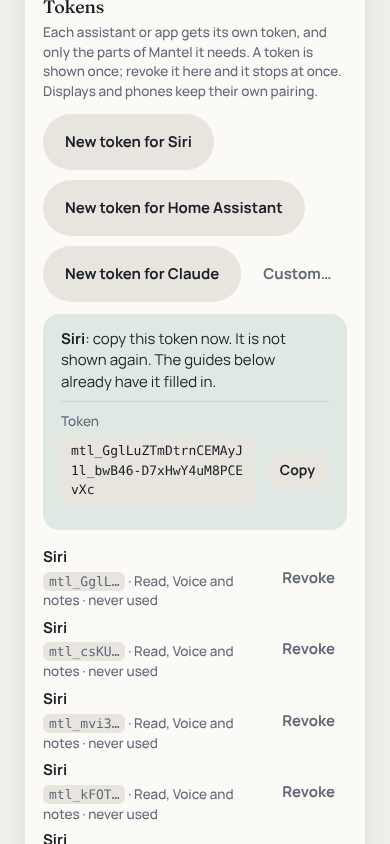 Tokens
Each assistant or app gets its own token, and
only the parts of Mantel it needs. A token is
shown once; revoke it here and it stops at once.
Displays and phones keep their own pairing.
New token for Siri
New token for Home Assistant
New token for Claude
Custom…
Siri: copy this token now. It is not
shown again. The guides below
already have it filled in.
Token
mtl_GglLuZTmDtrnCEMAyJ
1l_bwB46-D7xHwY4uM8PCE
vXc
Copy
Siri
mtl_GglL… · Read, Voice and
notes · never used
Revoke
Siri
mtl_csKU… · Read, Voice and
notes · never used
Revoke
Siri
mtl_mvi3… · Read, Voice and
notes · never used
Revoke
Siri
mtl_kFOT… · Read, Voice and
notes · never used
Revoke
Siri